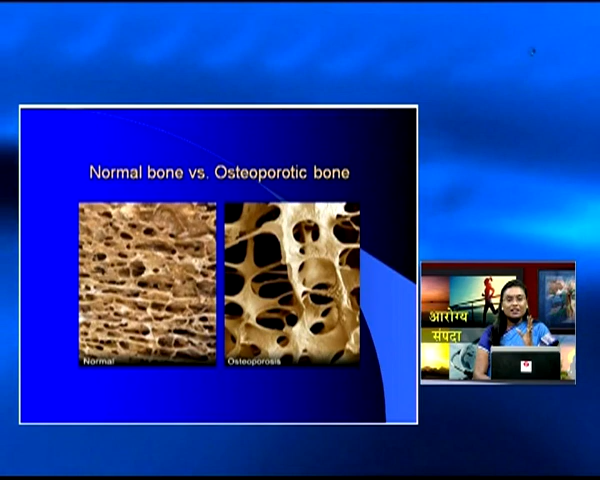 Normal bone vs. Osteoporotic bone
Normal
Osteoporosis
आरोग्य
संपदा